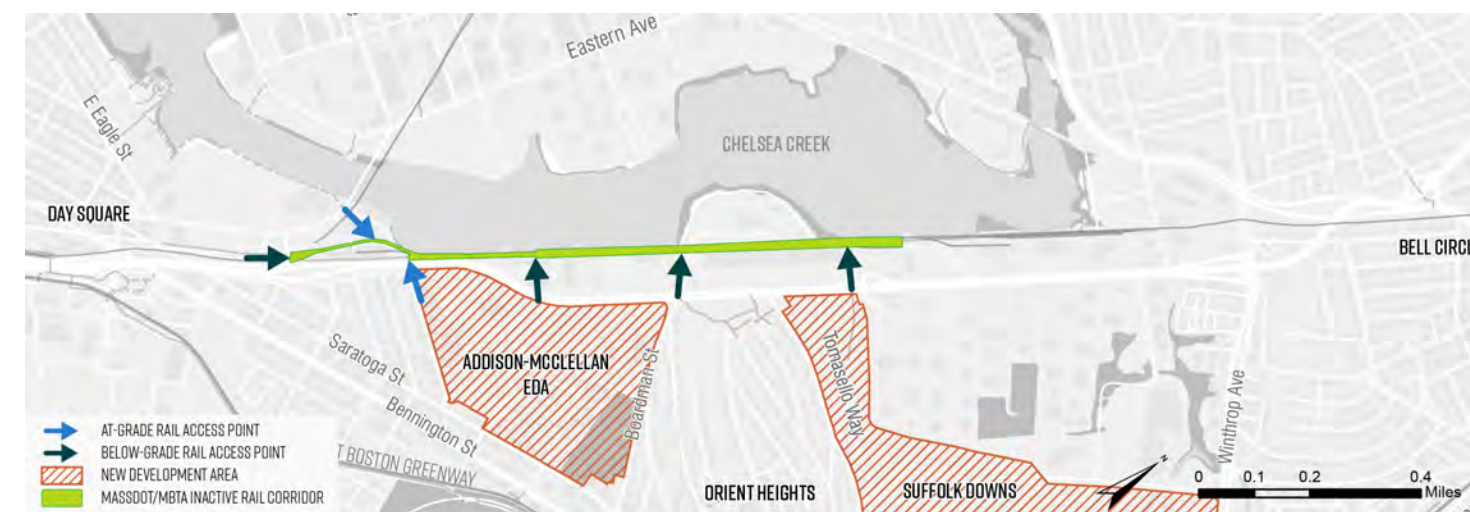 Eastern Ave
E Eagle St
CHELSEA CREEK
DAY SQUARE
BELL CIRCL
Saratoga St
ADDISON-MCCLELLAN
EDA
Boardman St
Tomasello Way
Bennington St
Winthrop Ave
T BOSTON GREENWAY
ORIENT HEIGHTS
SUFFOLK DOWNS
N
0 0.1 0.2 0.4
Miles
AT-GRADE RAIL ACCESS POINT
BELOW-GRADE RAIL ACCESS POINT
NEW DEVELOPMENT AREA
MASSDOT/MBTA INACTIVE RAIL CORRIDOR